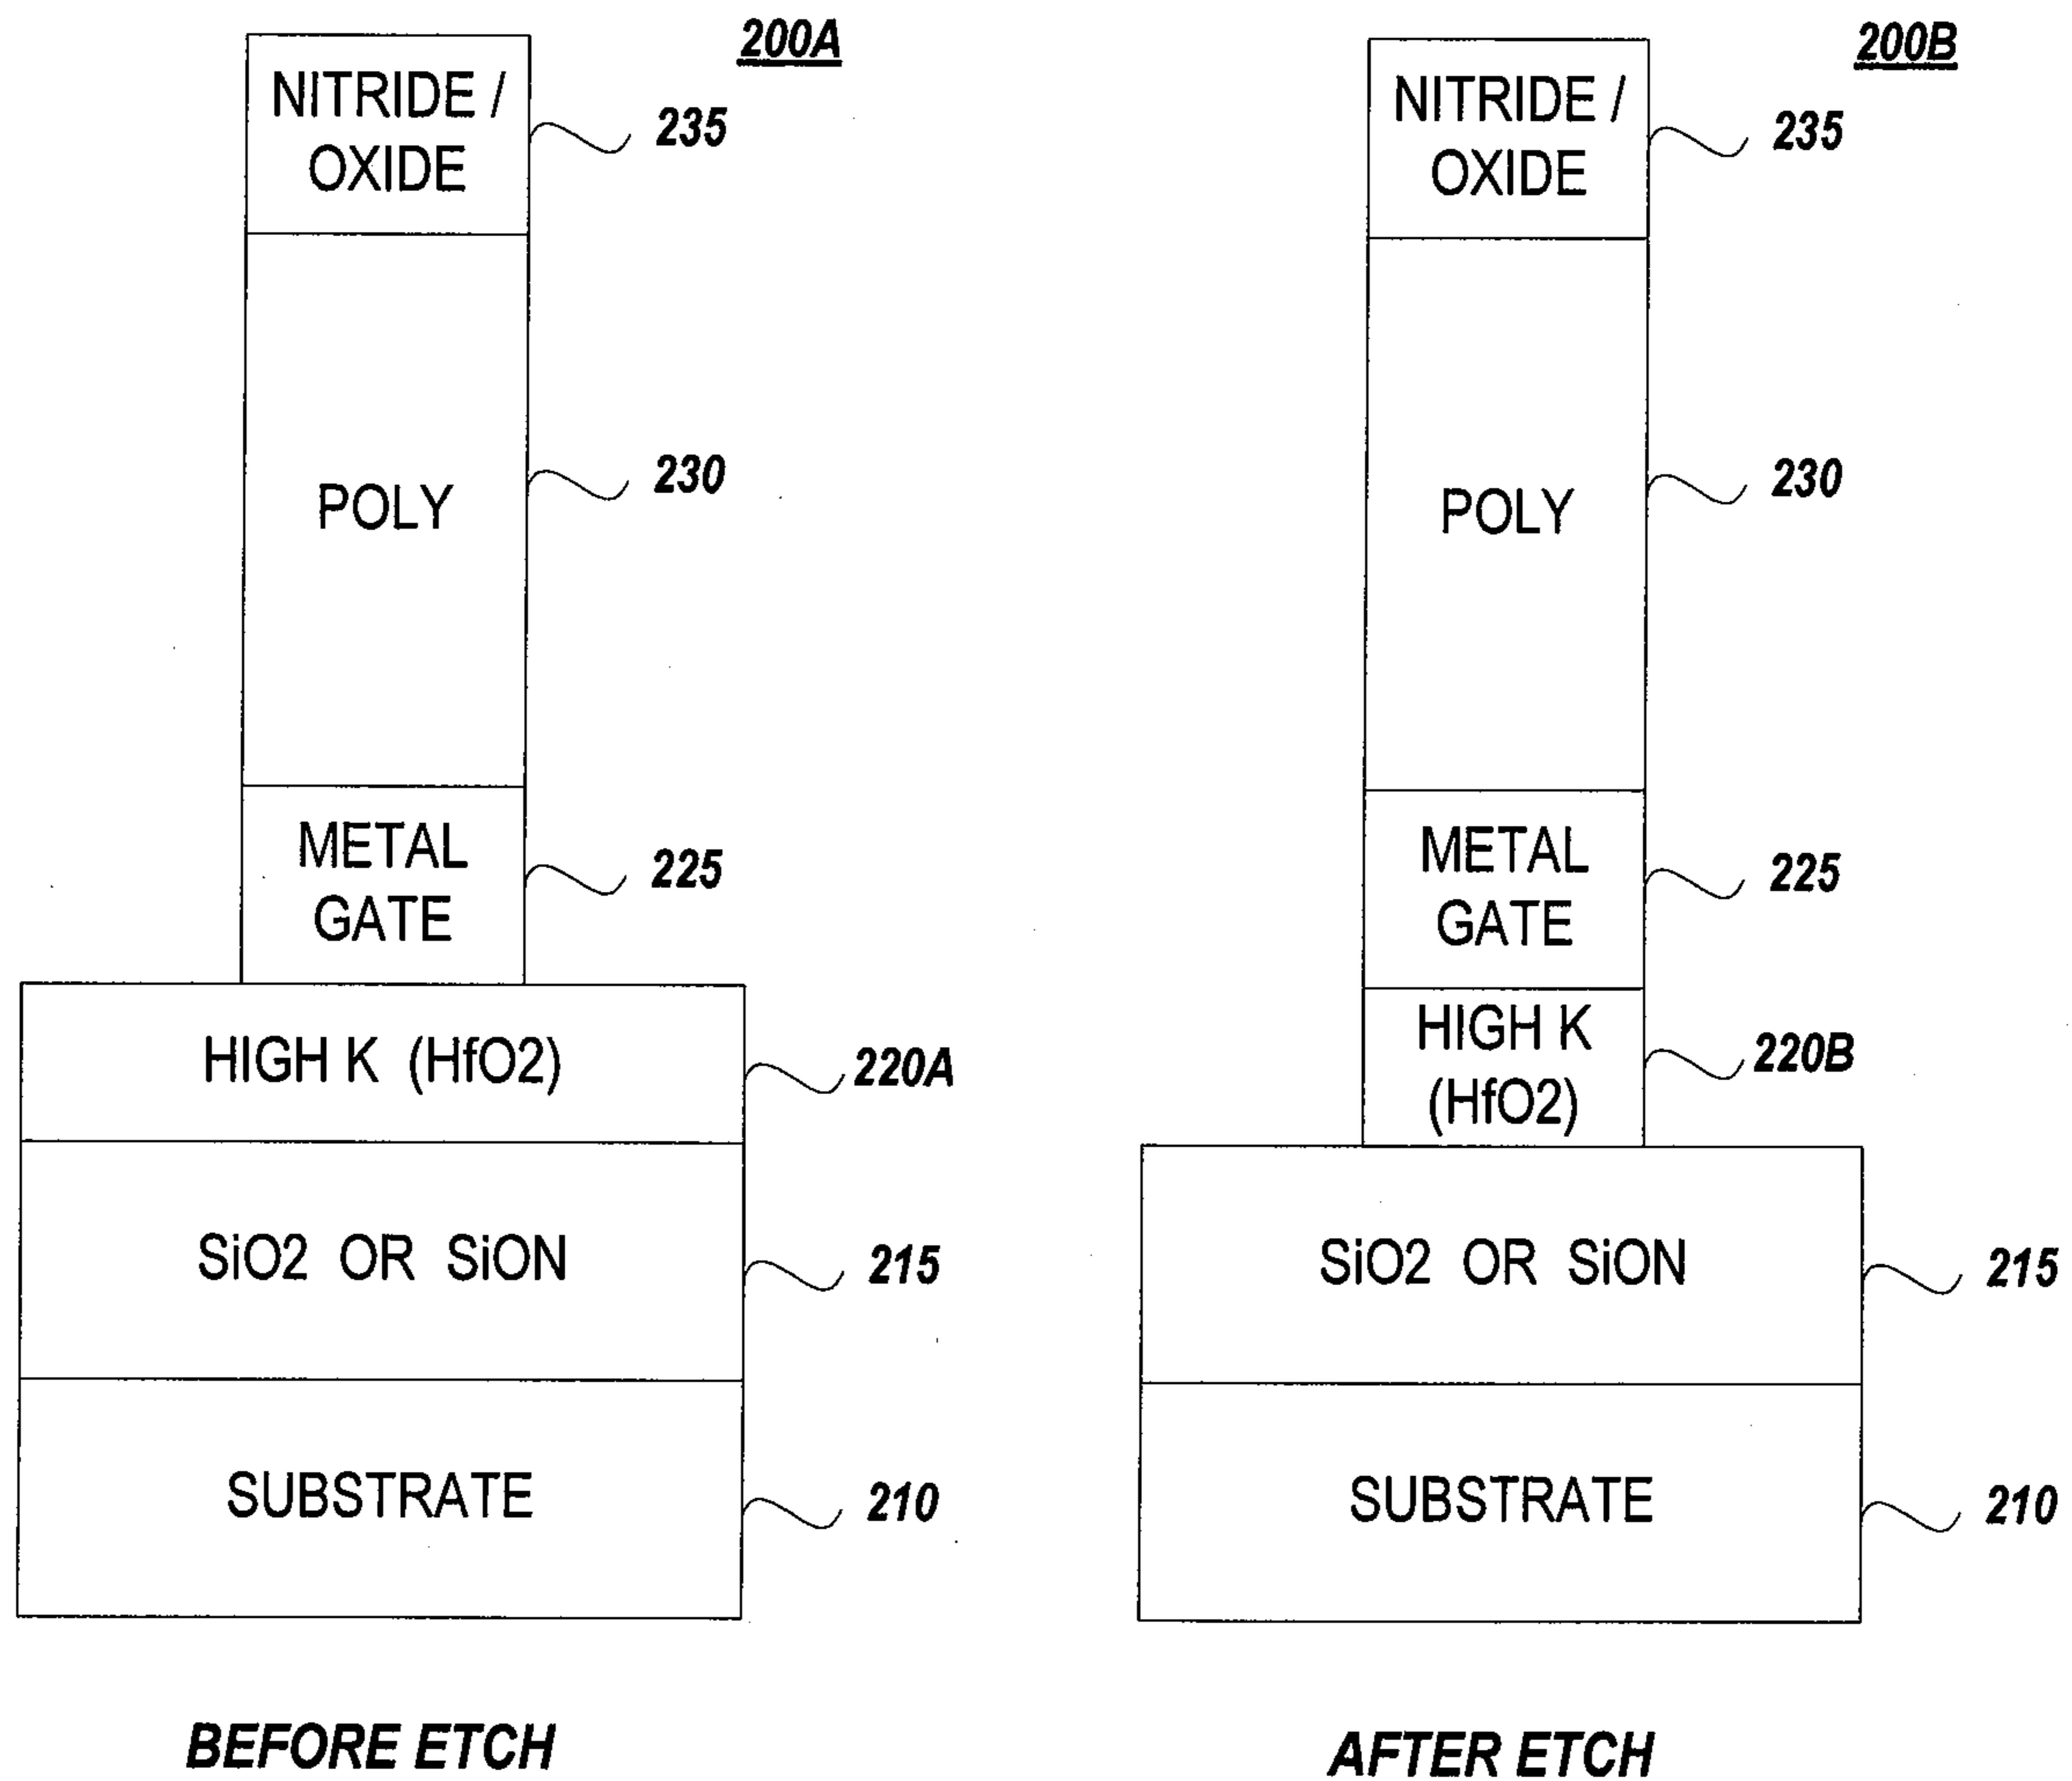 200A
NITRIDE /
OXIDE
235
POLY
230
METAL
GATE
225
HIGH K (HfO2)
220A
SiO2 OR SiON
215
SUBSTRATE
210
BEFORE ETCH
200B
NITRIDE /
OXIDE
235
POLY
230
METAL
GATE
225
HIGH K
(HfO2)
220B
SiO2 OR SiON
215
SUBSTRATE
210
AFTER ETCH